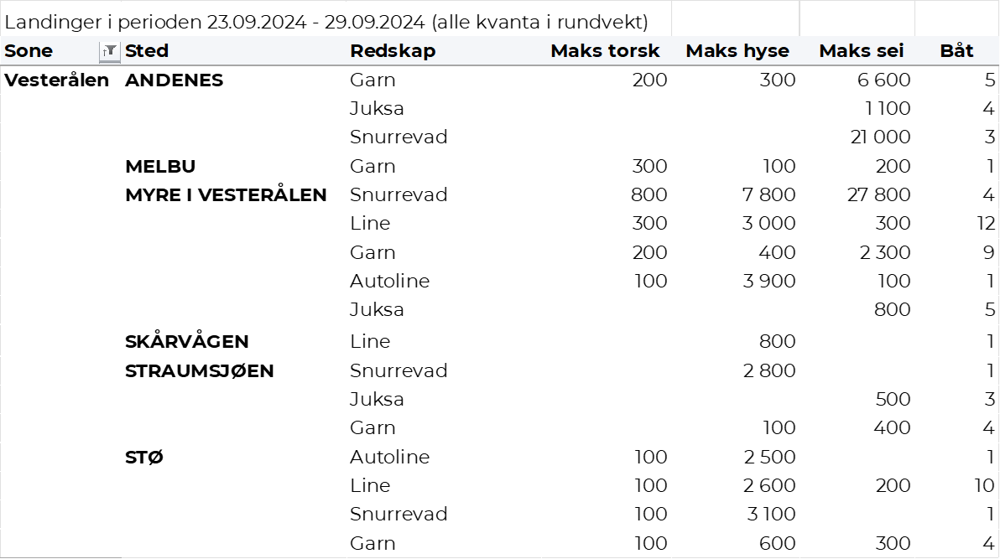 Landinger i perioden 23.09.2024 - 29.09.2024 (alle kvanta i rundvekt)
Sone Sted Redskap Maks torsk Maks hyse Maks sei Båt
Vesterålen ANDENES Garn 200 300 6 600 5
Juksa 1 100 4
Snurrevad 21 000 3
MELBU Garn 300 100 200 1
MYRE I VESTERÅLEN Snurrevad 800 7 800 27 800 4
Line 300 3 000 300 12
Garn 200 400 2 300 9
Autoline 100 3 900 100 1
Juksa 800 5
SKÅRVÅGEN Line 800 1
STRAUMSJØEN Snurrevad 2 800 1
Juksa 500 3
Garn 100 400 4
STØ Autoline 100 2 500 1
Line 100 2 600 200 10
Snurrevad 100 3 100 1
Garn 100 600 300 4